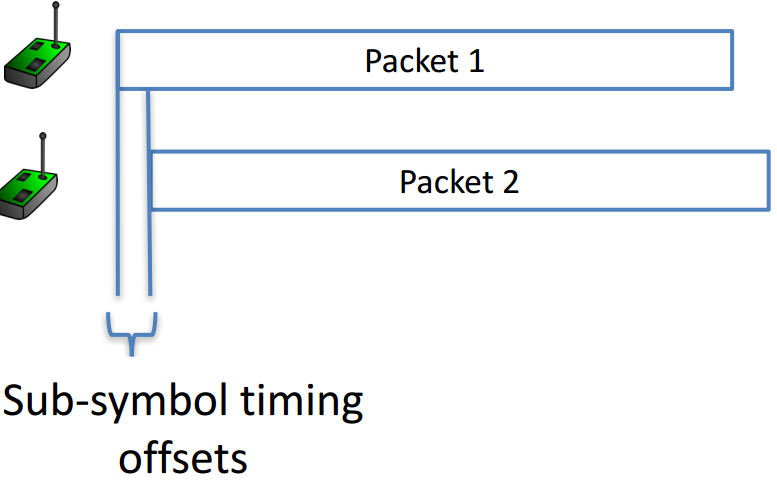 Packet 1
Packet 2
Sub-symbol timing
offsets